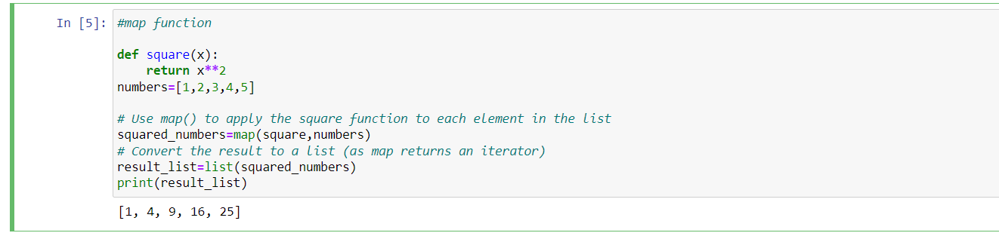 In [5]: #map function
def square(x):
    return x**2
numbers=[1,2,3,4,5]
# Use map() to apply the square function to each element in the list
squared_numbers=map(square,numbers)
# Convert the result to a list (as map returns an iterator)
result_list=list(squared_numbers)
print(result_list)
[1, 4, 9, 16, 25]